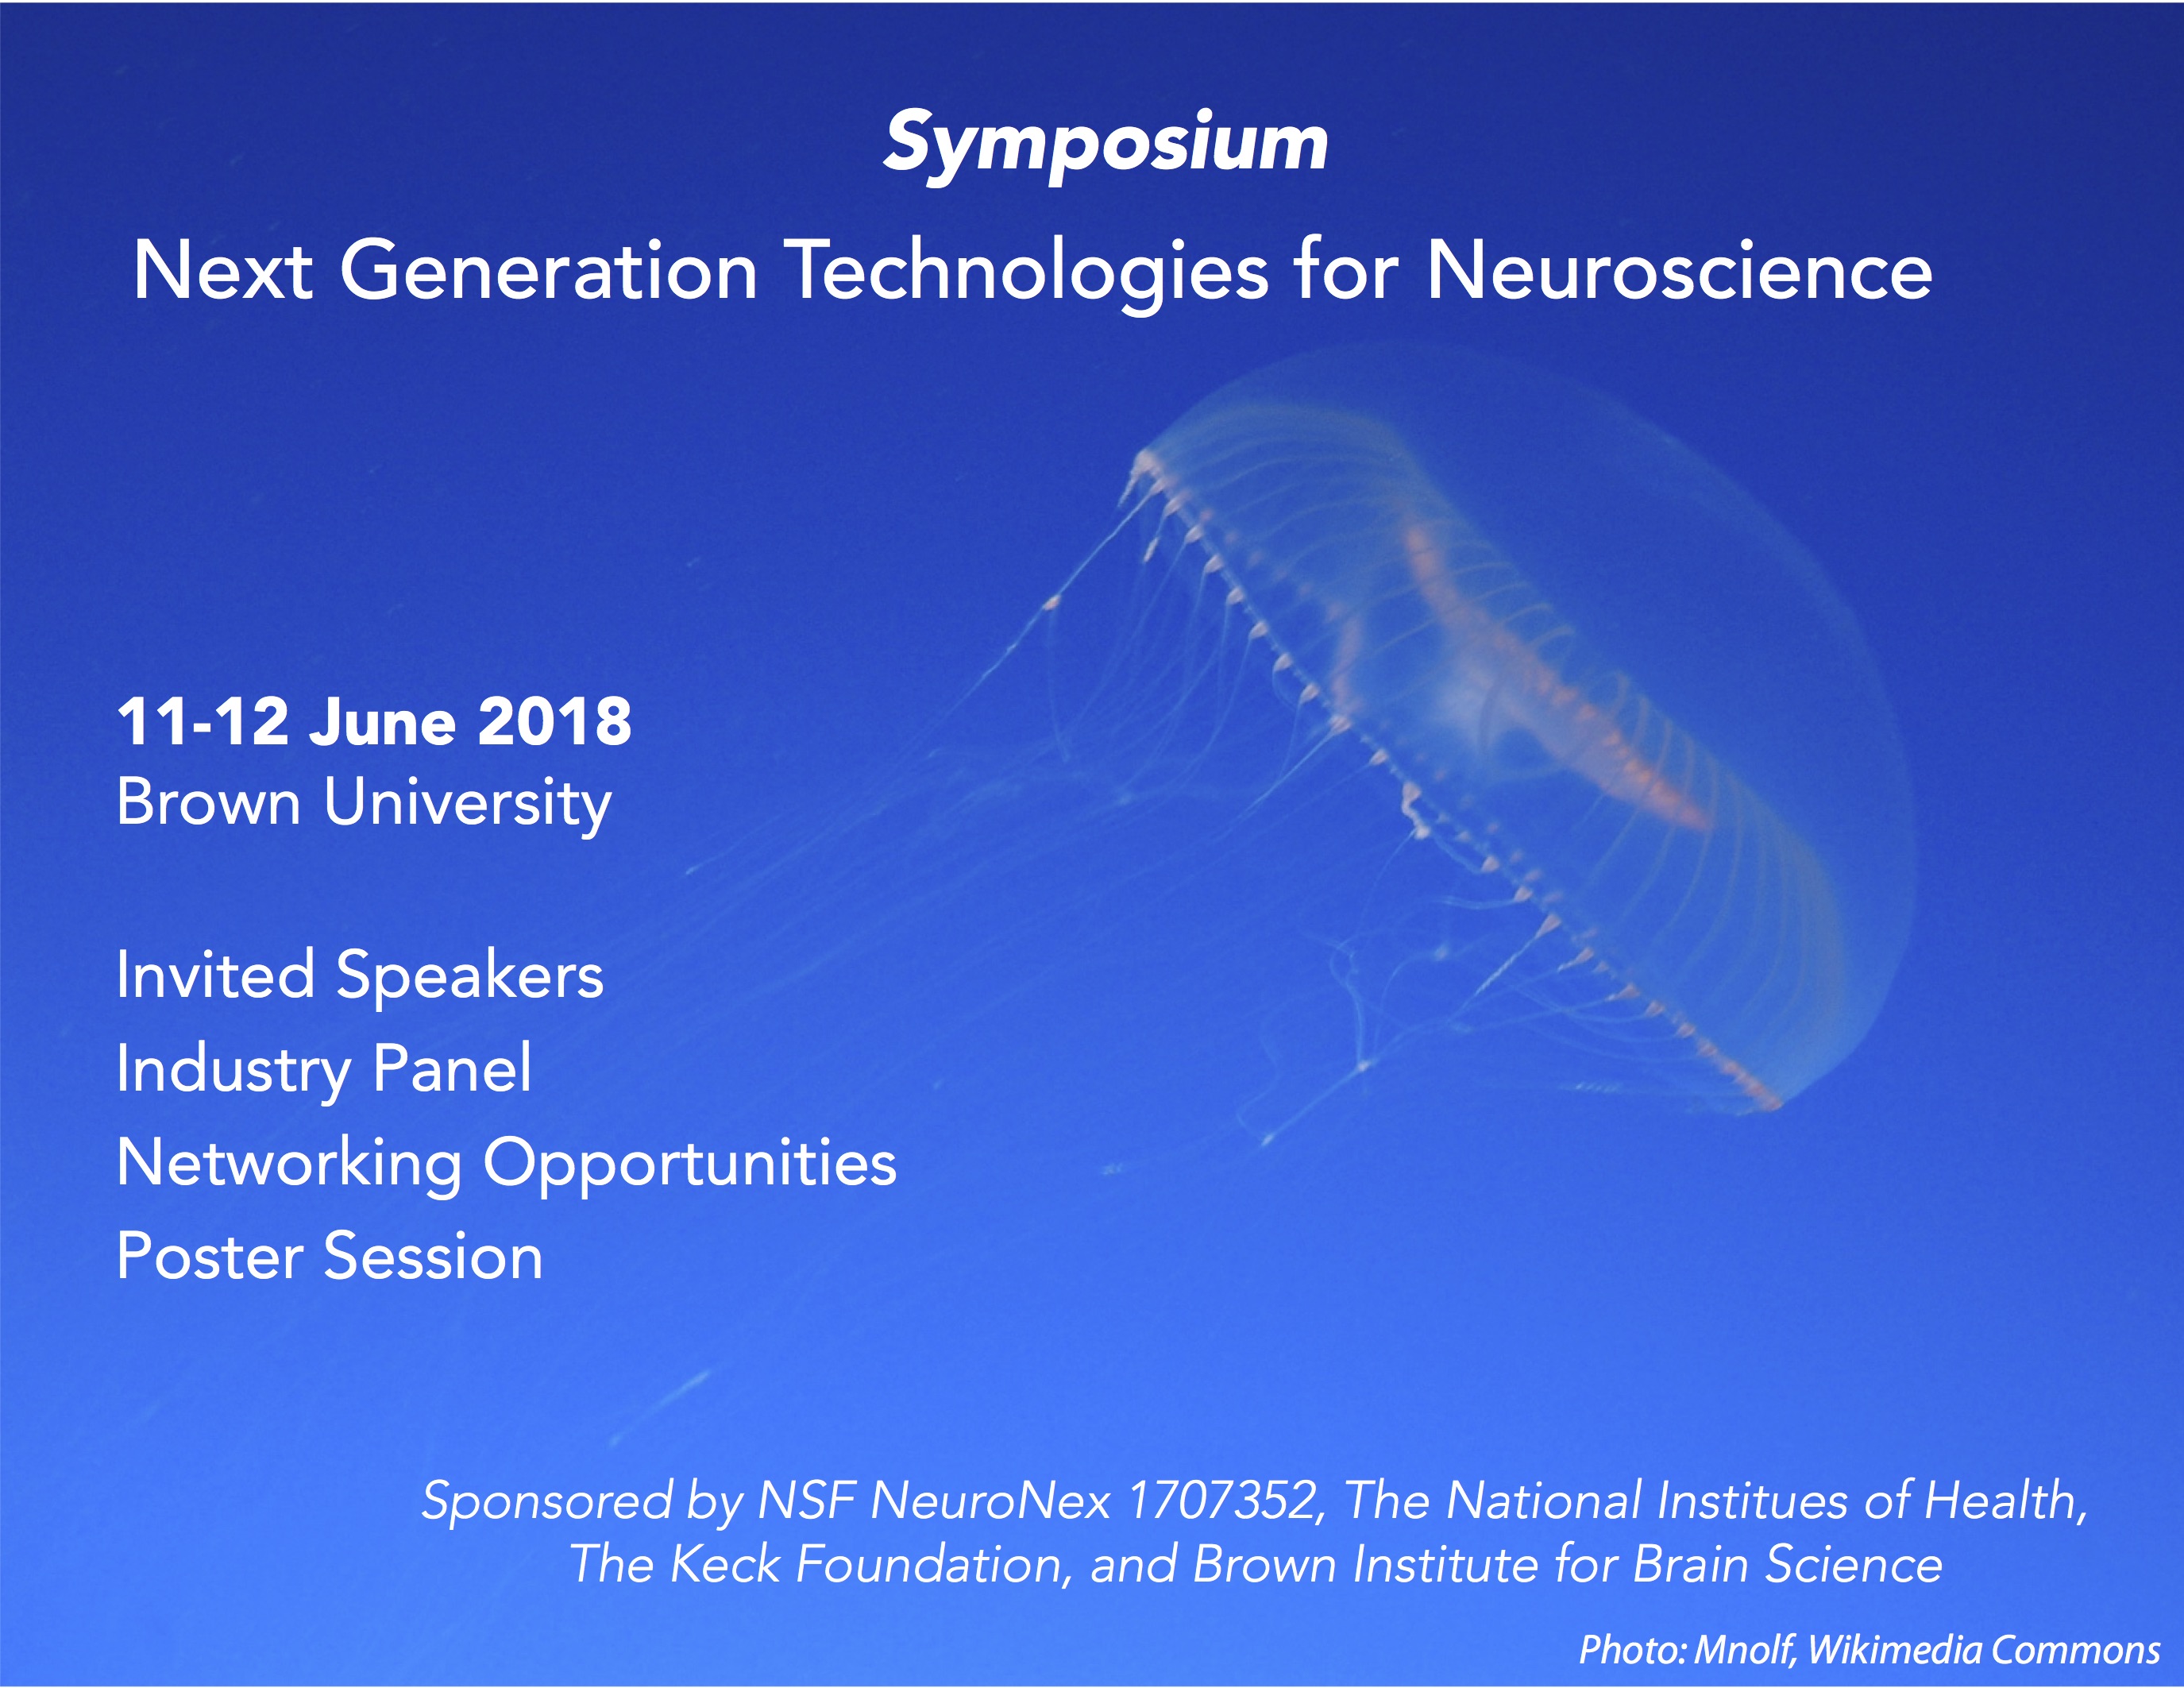 Symposium
Next Generation Technologies for Neuroscience
11-12 June 2018
Brown University
Invited Speakers
Industry Panel
Networking Opportunities
Poster Session
Sponsored by NSF NeuroNex 1707352, The National Institues of Health,
The Keck Foundation, and Brown Institute for Brain Science
Photo: Mnolf, Wikimedia Commons